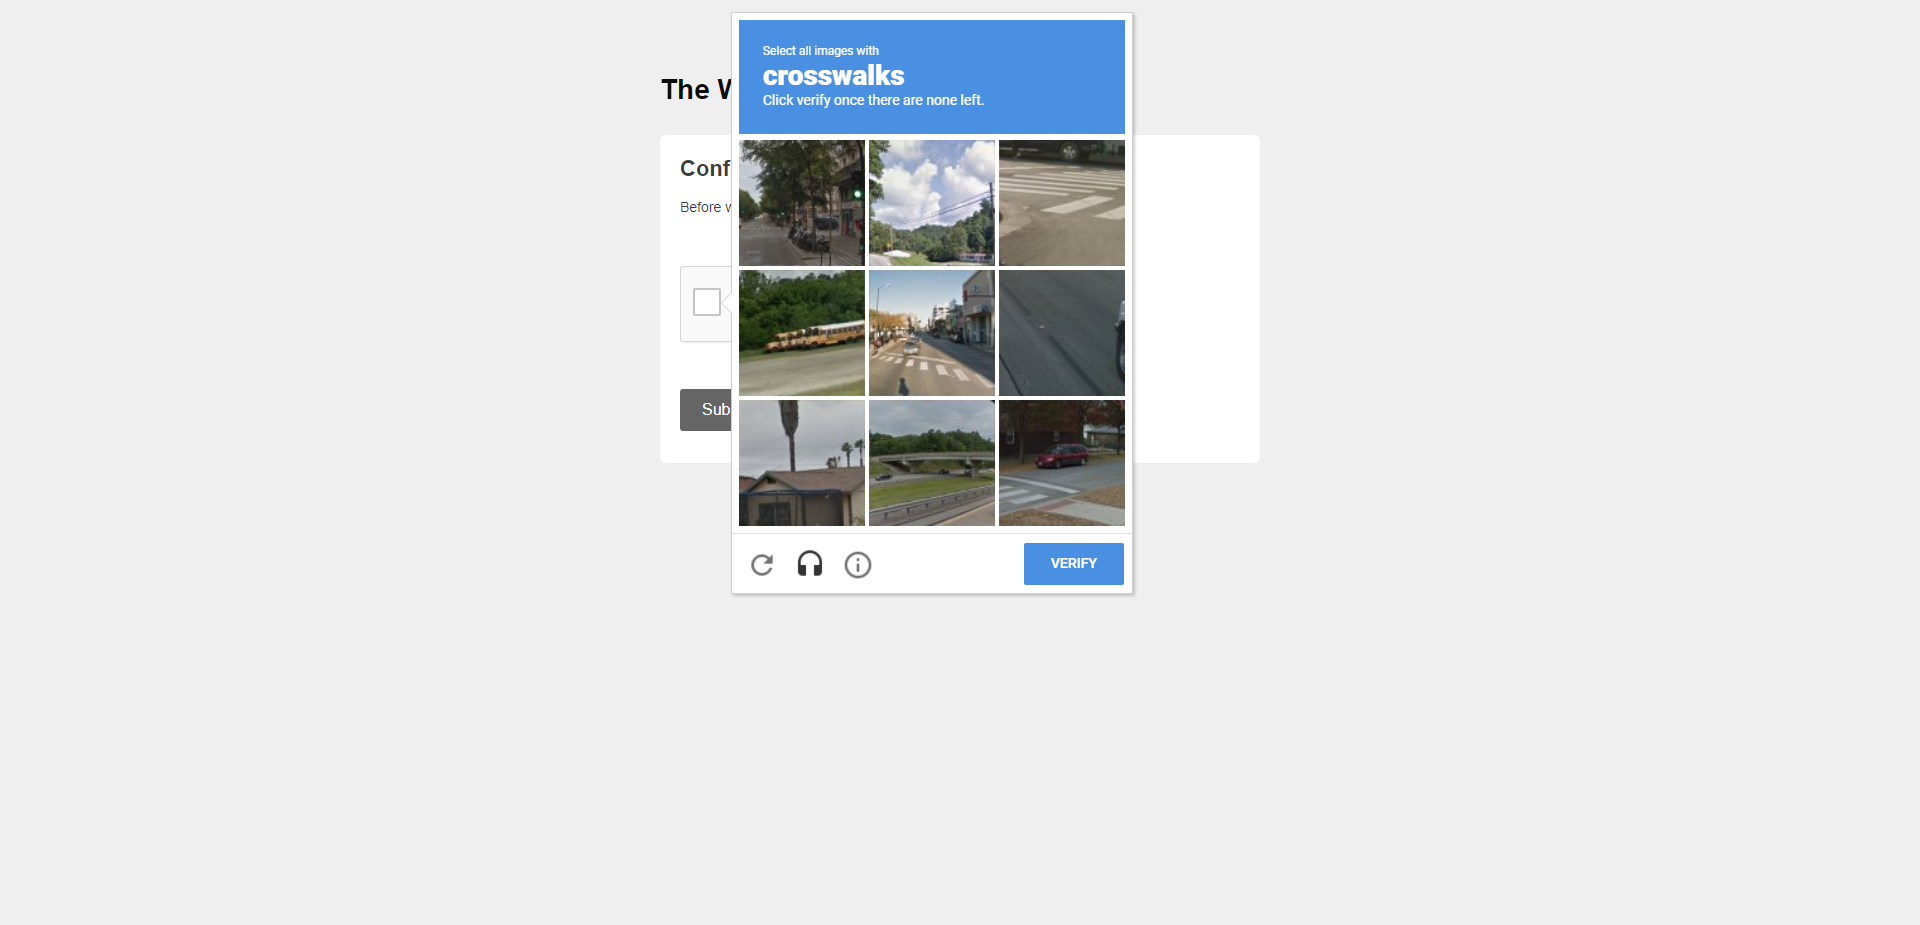 Select all images with
crosswalks
Click verify once there are none left.
The W
Conf
Before w
Sub
VERIFY